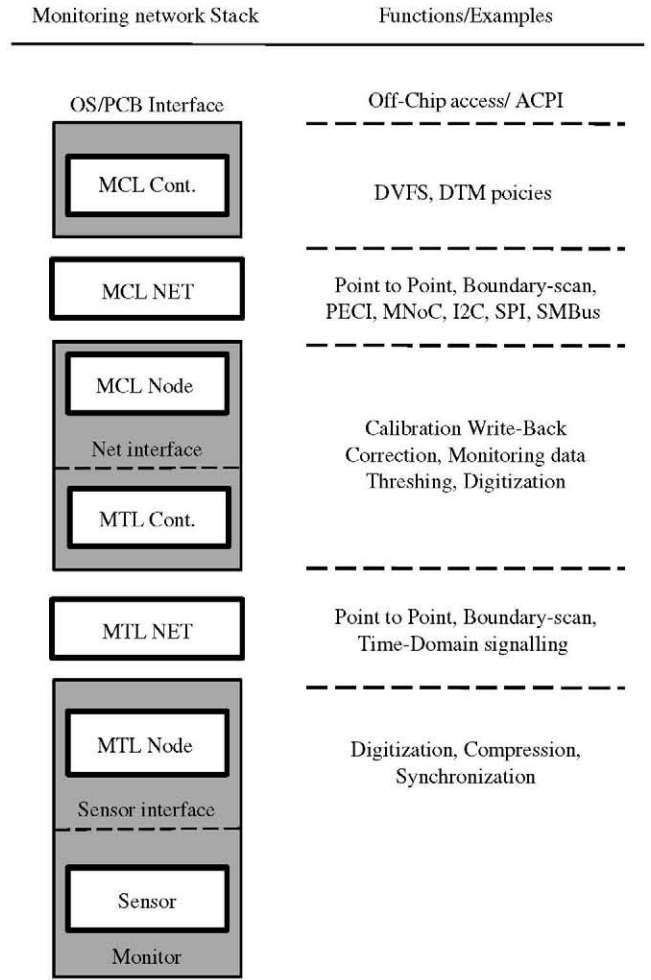 Monitoring network Stack
Functions/Examples
OS/PCB Interface
Off-Chip access/ ACPI
MCL Cont.
DVFS, DTM poicies
MCL NET
Point to Point, Boundary-scan,
PECI, MNoC, I2C, SPI, SMBus
MCL Node
Net interface
MTL Cont.
Calibration Write-Back
Correction, Monitoring data
Threshing, Digitization
MTL NET
Point to Point, Boundary-scan,
Time-Domain signalling
MTL Node
Sensor interface
Digitization, Compression,
Synchronization
Sensor
Monitor